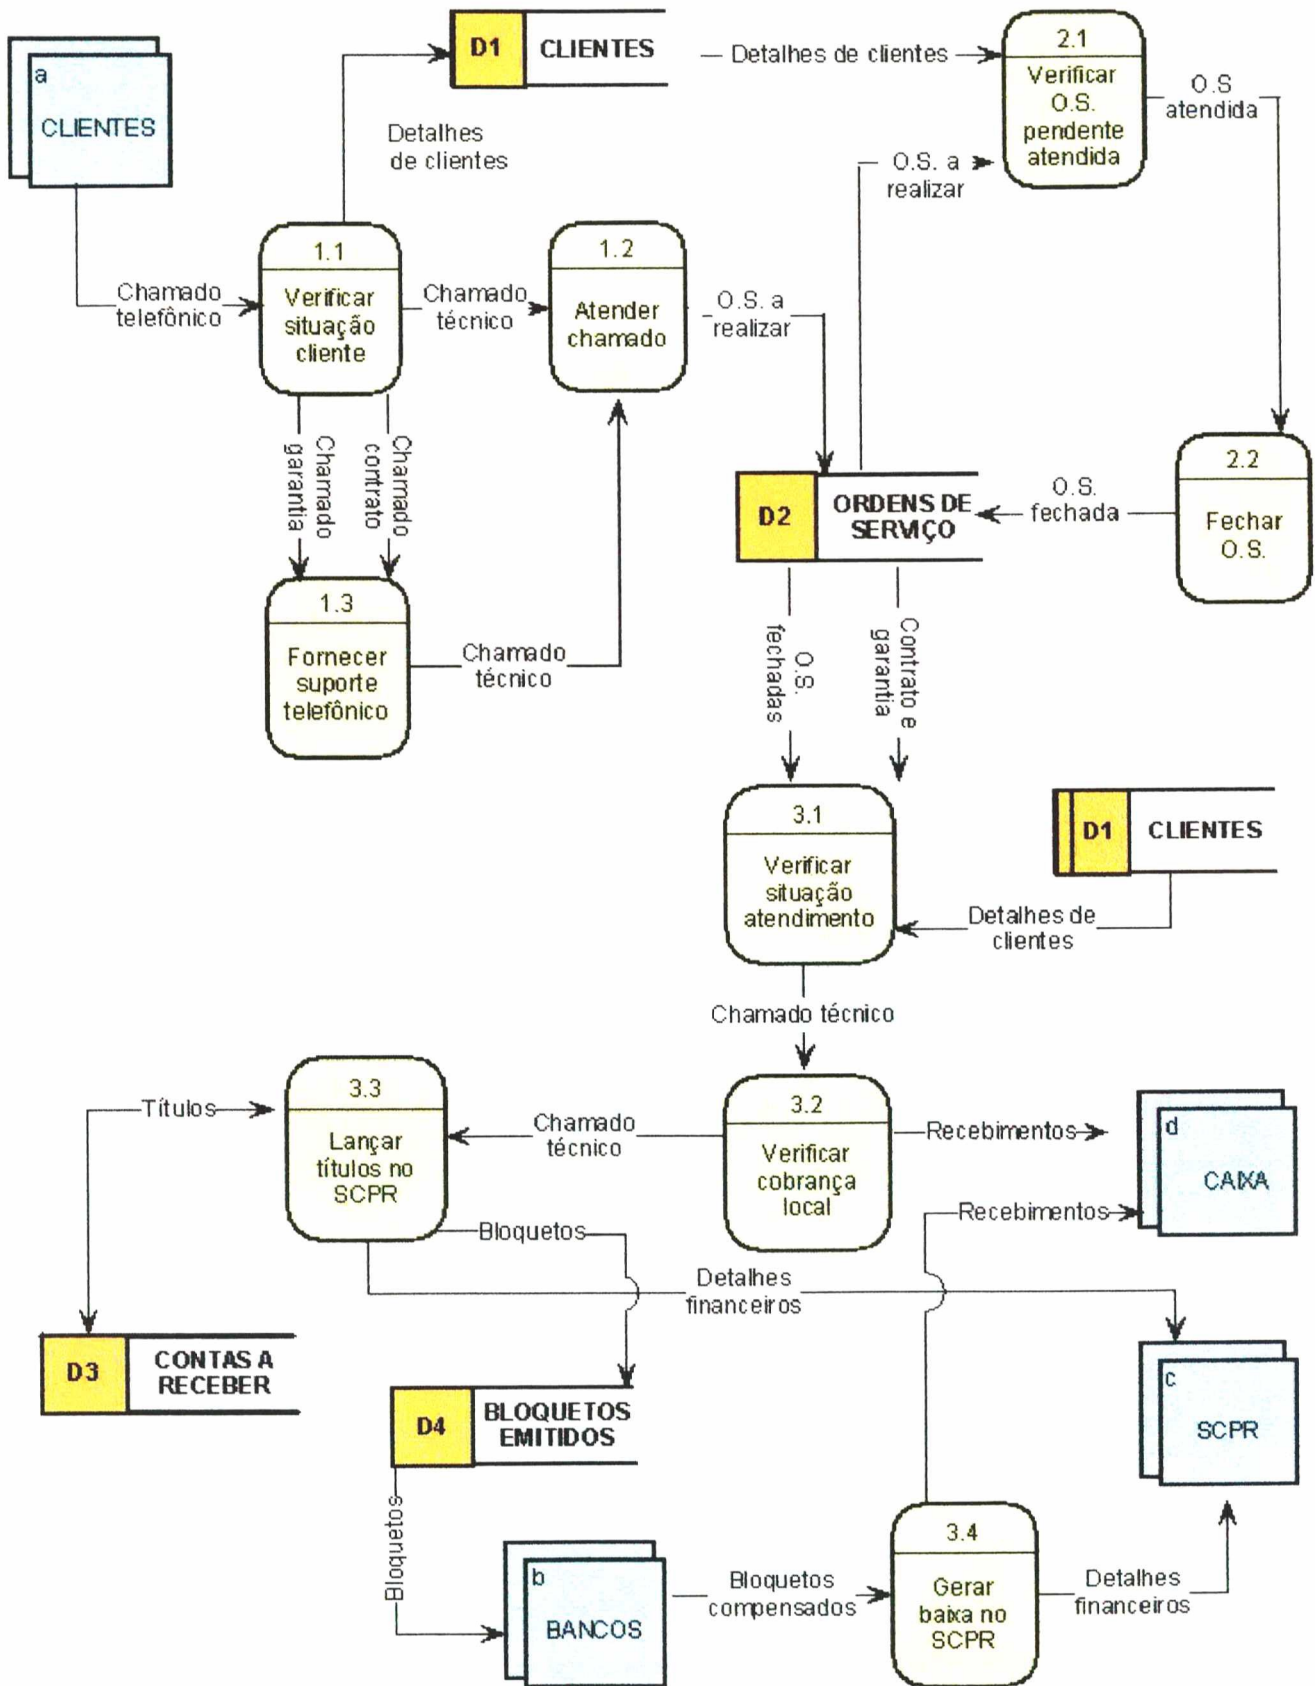 D1
CLIENTES
Detalhes de clientes
2.1
Verificar
O.S.
pendente
atendida
O.S
atendida
a
CLIENTES
Detalhes
de clientes
O.S. a
realizar
1.1
Verificar
situação
cliente
1.2
Atender
chamado
Chamado
telefônico
Chamado
técnico
O.S. a
realizar
Chamado
garantia
Chamado
contrato
D2
ORDENS DE
SERVIÇO
O.S.
fechada
2.2
Fechar
O.S.
1.3
Fornecer
suporte
telefônico
Chamado
técnico
O.S.
fechadas
Contrato e
garantia
3.1
Verificar
situação
atendimento
D1
CLIENTES
Detalhes de
clientes
Chamado técnico
3.3
Lançar
títulos no
SCPR
Títulos
Chamado
técnico
3.2
Verificar
cobrança
local
Recebimentos
d
CAIXA
Recebimentos
Bloquetos
Detalhes
financeiros
D3
CONTAS A
RECEBER
D4
BLOQUETOS
EMITIDOS
c
SCPR
Bloquetos
b
BANCOS
Bloquetos
compensados
3.4
Gerar
baixa no
SCPR
Detalhes
financeiros